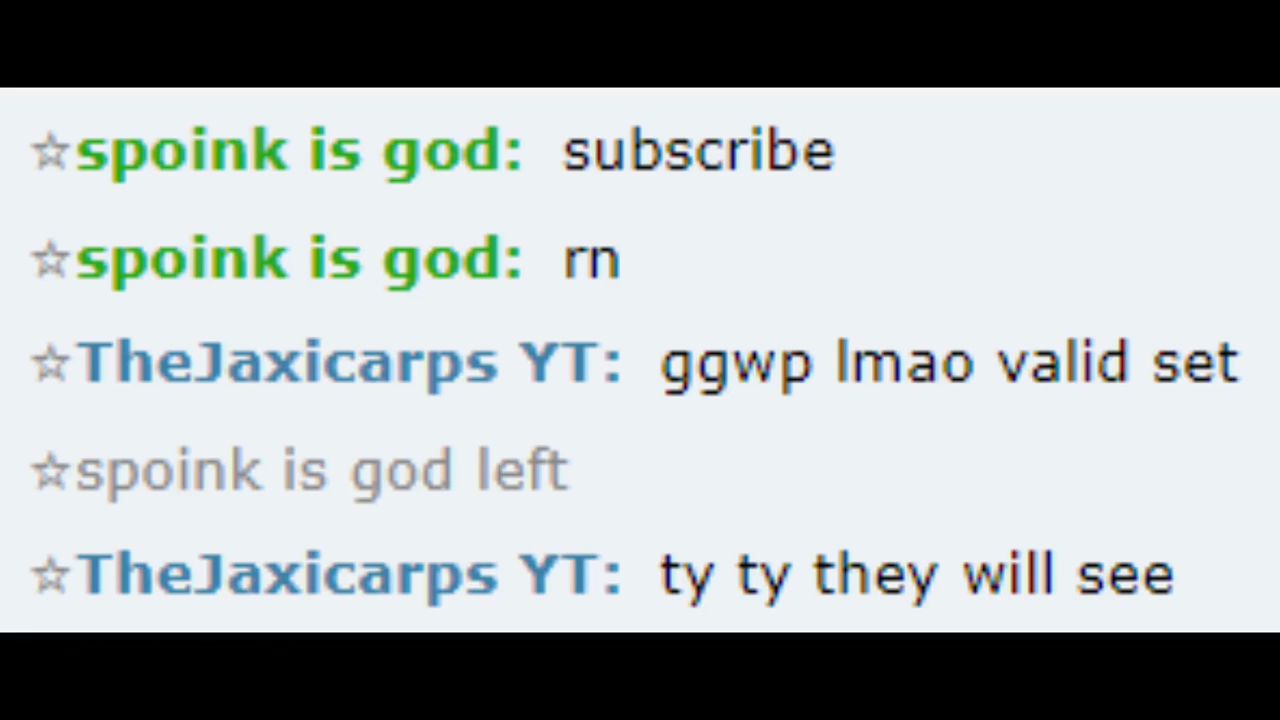 ☆spoink is god: subscribe
☆spoink is god: rn
☆TheJaxicarps YT: ggwp lmao valid set
☆spoink is god left
☆TheJaxicarps YT: ty ty they will see